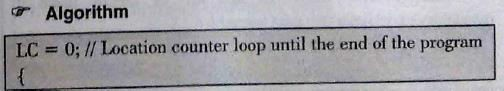 ☞ Algorithm
LC = 0; // Location counter loop until the end of the program
{